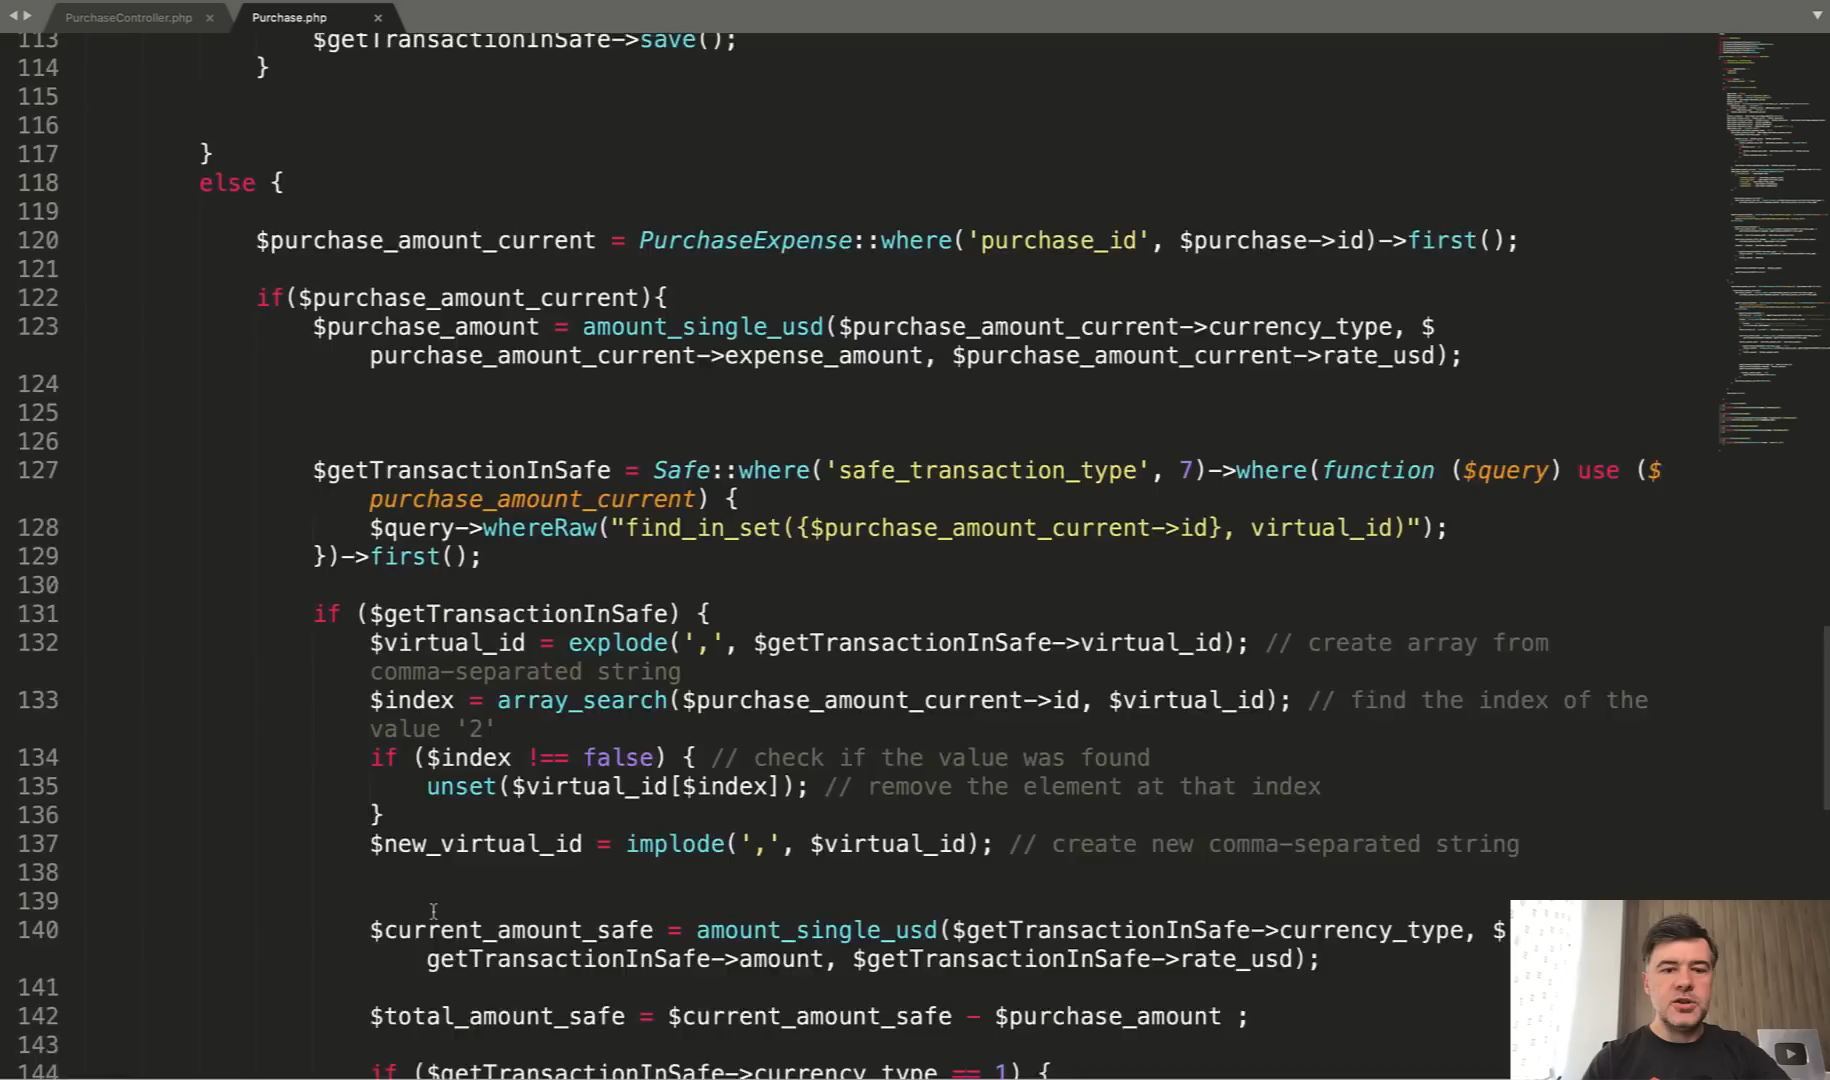 PurchaseController.php ×
Purchase.php ×
113 $getTransactionInSafe->save();
114 }
115
116
117 }
118 else {
119
120 $purchase_amount_current = PurchaseExpense::where('purchase_id', $purchase->id)->first();
121
122 if($purchase_amount_current){
123 $purchase_amount = amount_single_usd($purchase_amount_current->currency_type, $
purchase_amount_current->expense_amount, $purchase_amount_current->rate_usd);
124
125
126
127 $getTransactionInSafe = Safe::where('safe_transaction_type', 7)->where(function ($query) use ($
purchase_amount_current) {
128 $query->whereRaw("find_in_set({$purchase_amount_current->id}, virtual_id)");
129 })->first();
130
131 if ($getTransactionInSafe) {
132 $virtual_id = explode(',', $getTransactionInSafe->virtual_id); // create array from
comma-separated string
133 $index = array_search($purchase_amount_current->id, $virtual_id); // find the index of the
value '2'
134 if ($index !== false) { // check if the value was found
135 unset($virtual_id[$index]); // remove the element at that index
136 }
137 $new_virtual_id = implode(',', $virtual_id); // create new comma-separated string
138
139
140 $current_amount_safe = amount_single_usd($getTransactionInSafe->currency_type, $
getTransactionInSafe->amount, $getTransactionInSafe->rate_usd);
141
142 $total_amount_safe = $current_amount_safe - $purchase_amount ;
143
144 if ($getTransactionInSafe->currency_type == 1) {